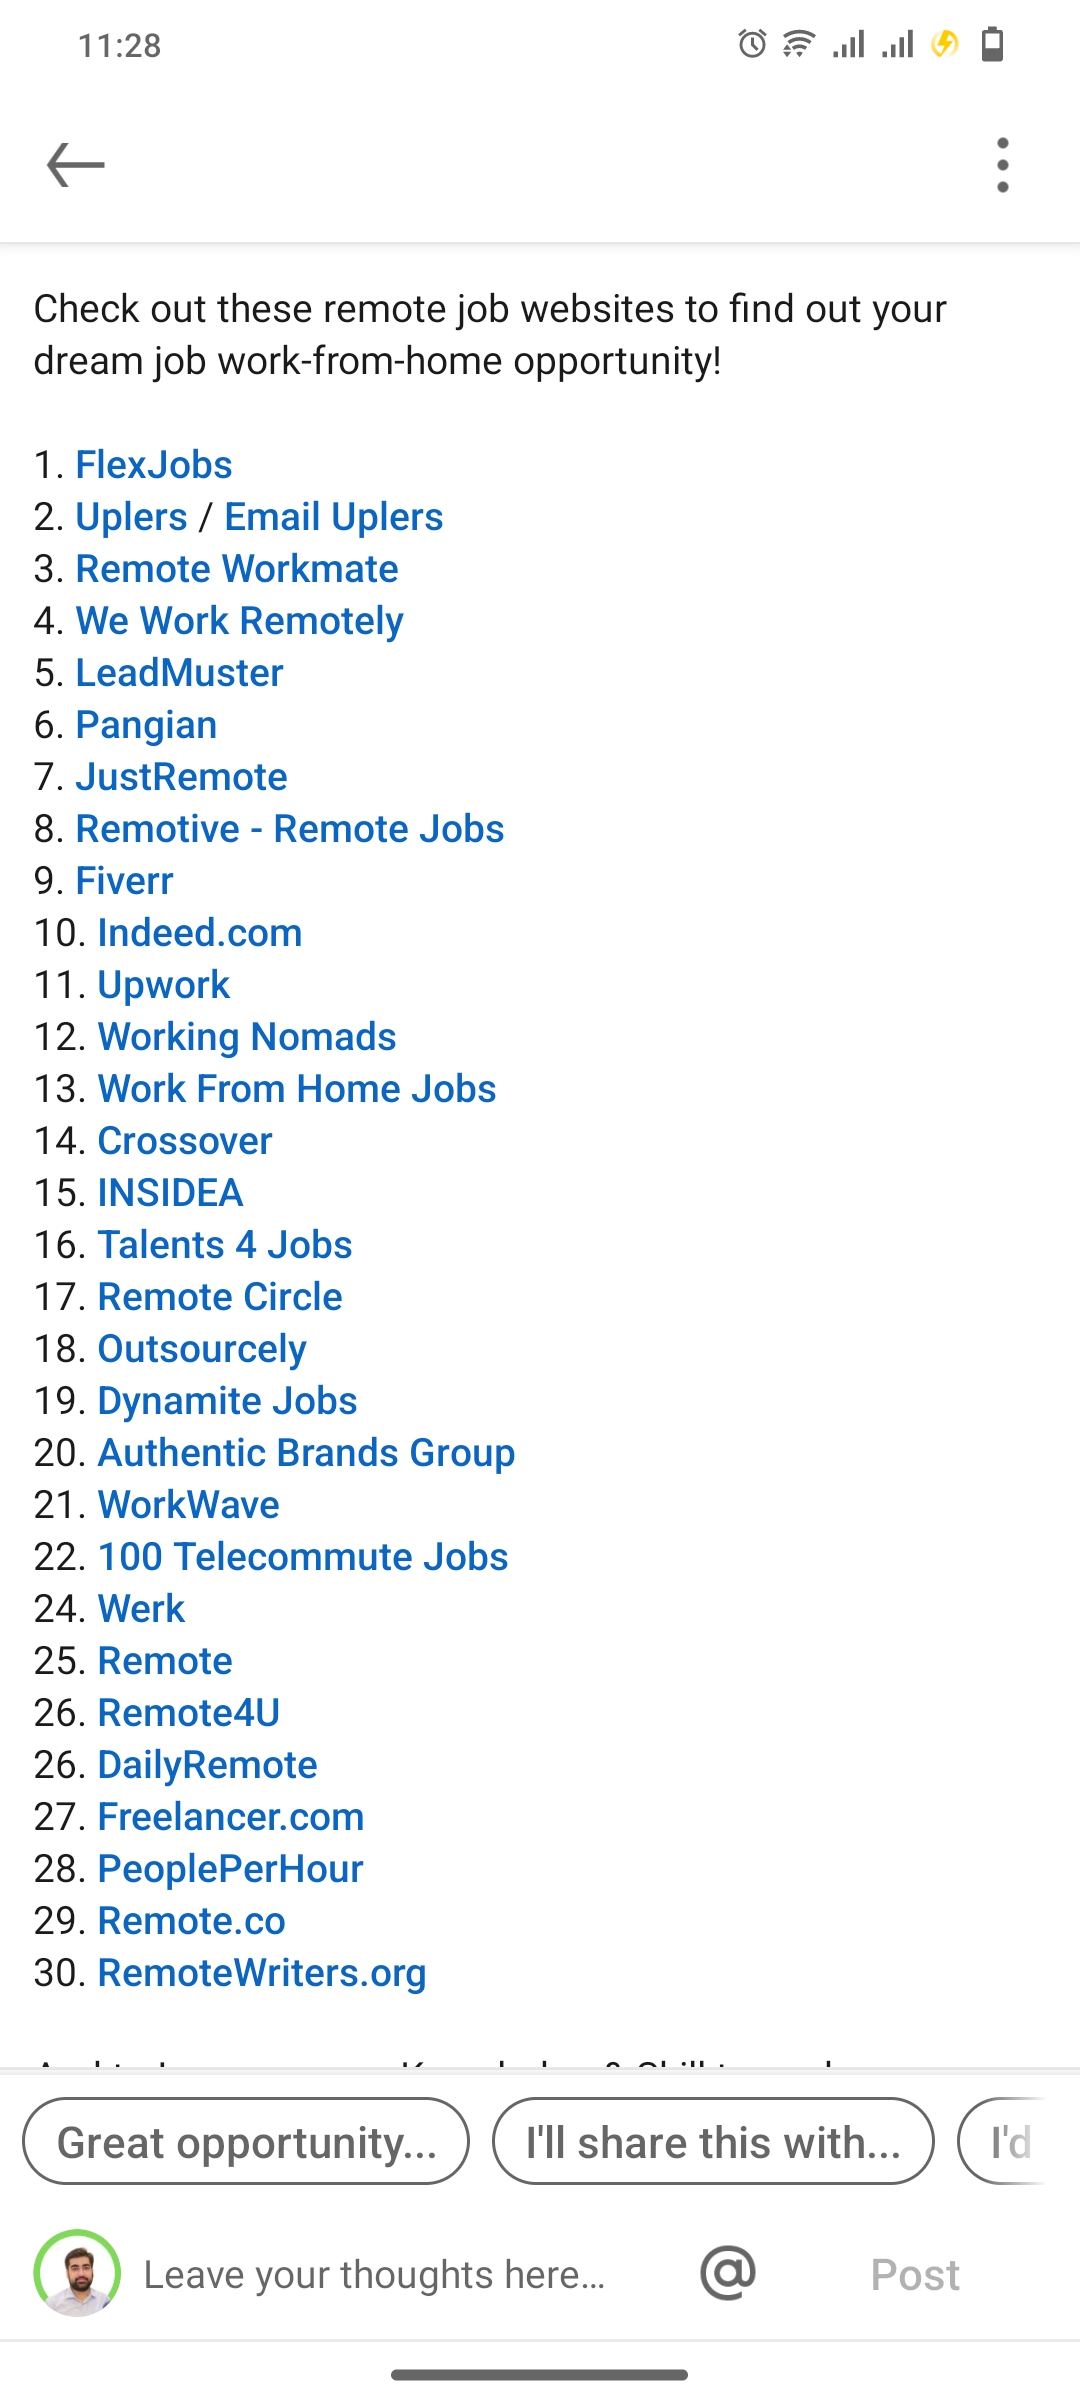 11:28
Check out these remote job websites to find out your
dream job work-from-home opportunity!
1. FlexJobs
2. Uplers / Email Uplers
3. Remote Workmate
4. We Work Remotely
5. LeadMuster
6. Pangian
7. JustRemote
8. Remotive - Remote Jobs
9. Fiverr
10. Indeed.com
11. Upwork
12. Working Nomads
13. Work From Home Jobs
14. Crossover
15. INSIDEA
16. Talents 4 Jobs
17. Remote Circle
18. Outsourcely
19. Dynamite Jobs
20. Authentic Brands Group
21. WorkWave
22. 100 Telecommute Jobs
24. Werk
25. Remote
26. Remote4U
26. DailyRemote
27. Freelancer.com
28. PeoplePerHour
29. Remote.co
30. RemoteWriters.org
Great opportunity... I'll share this with... I'd
Leave your thoughts here... @ Post